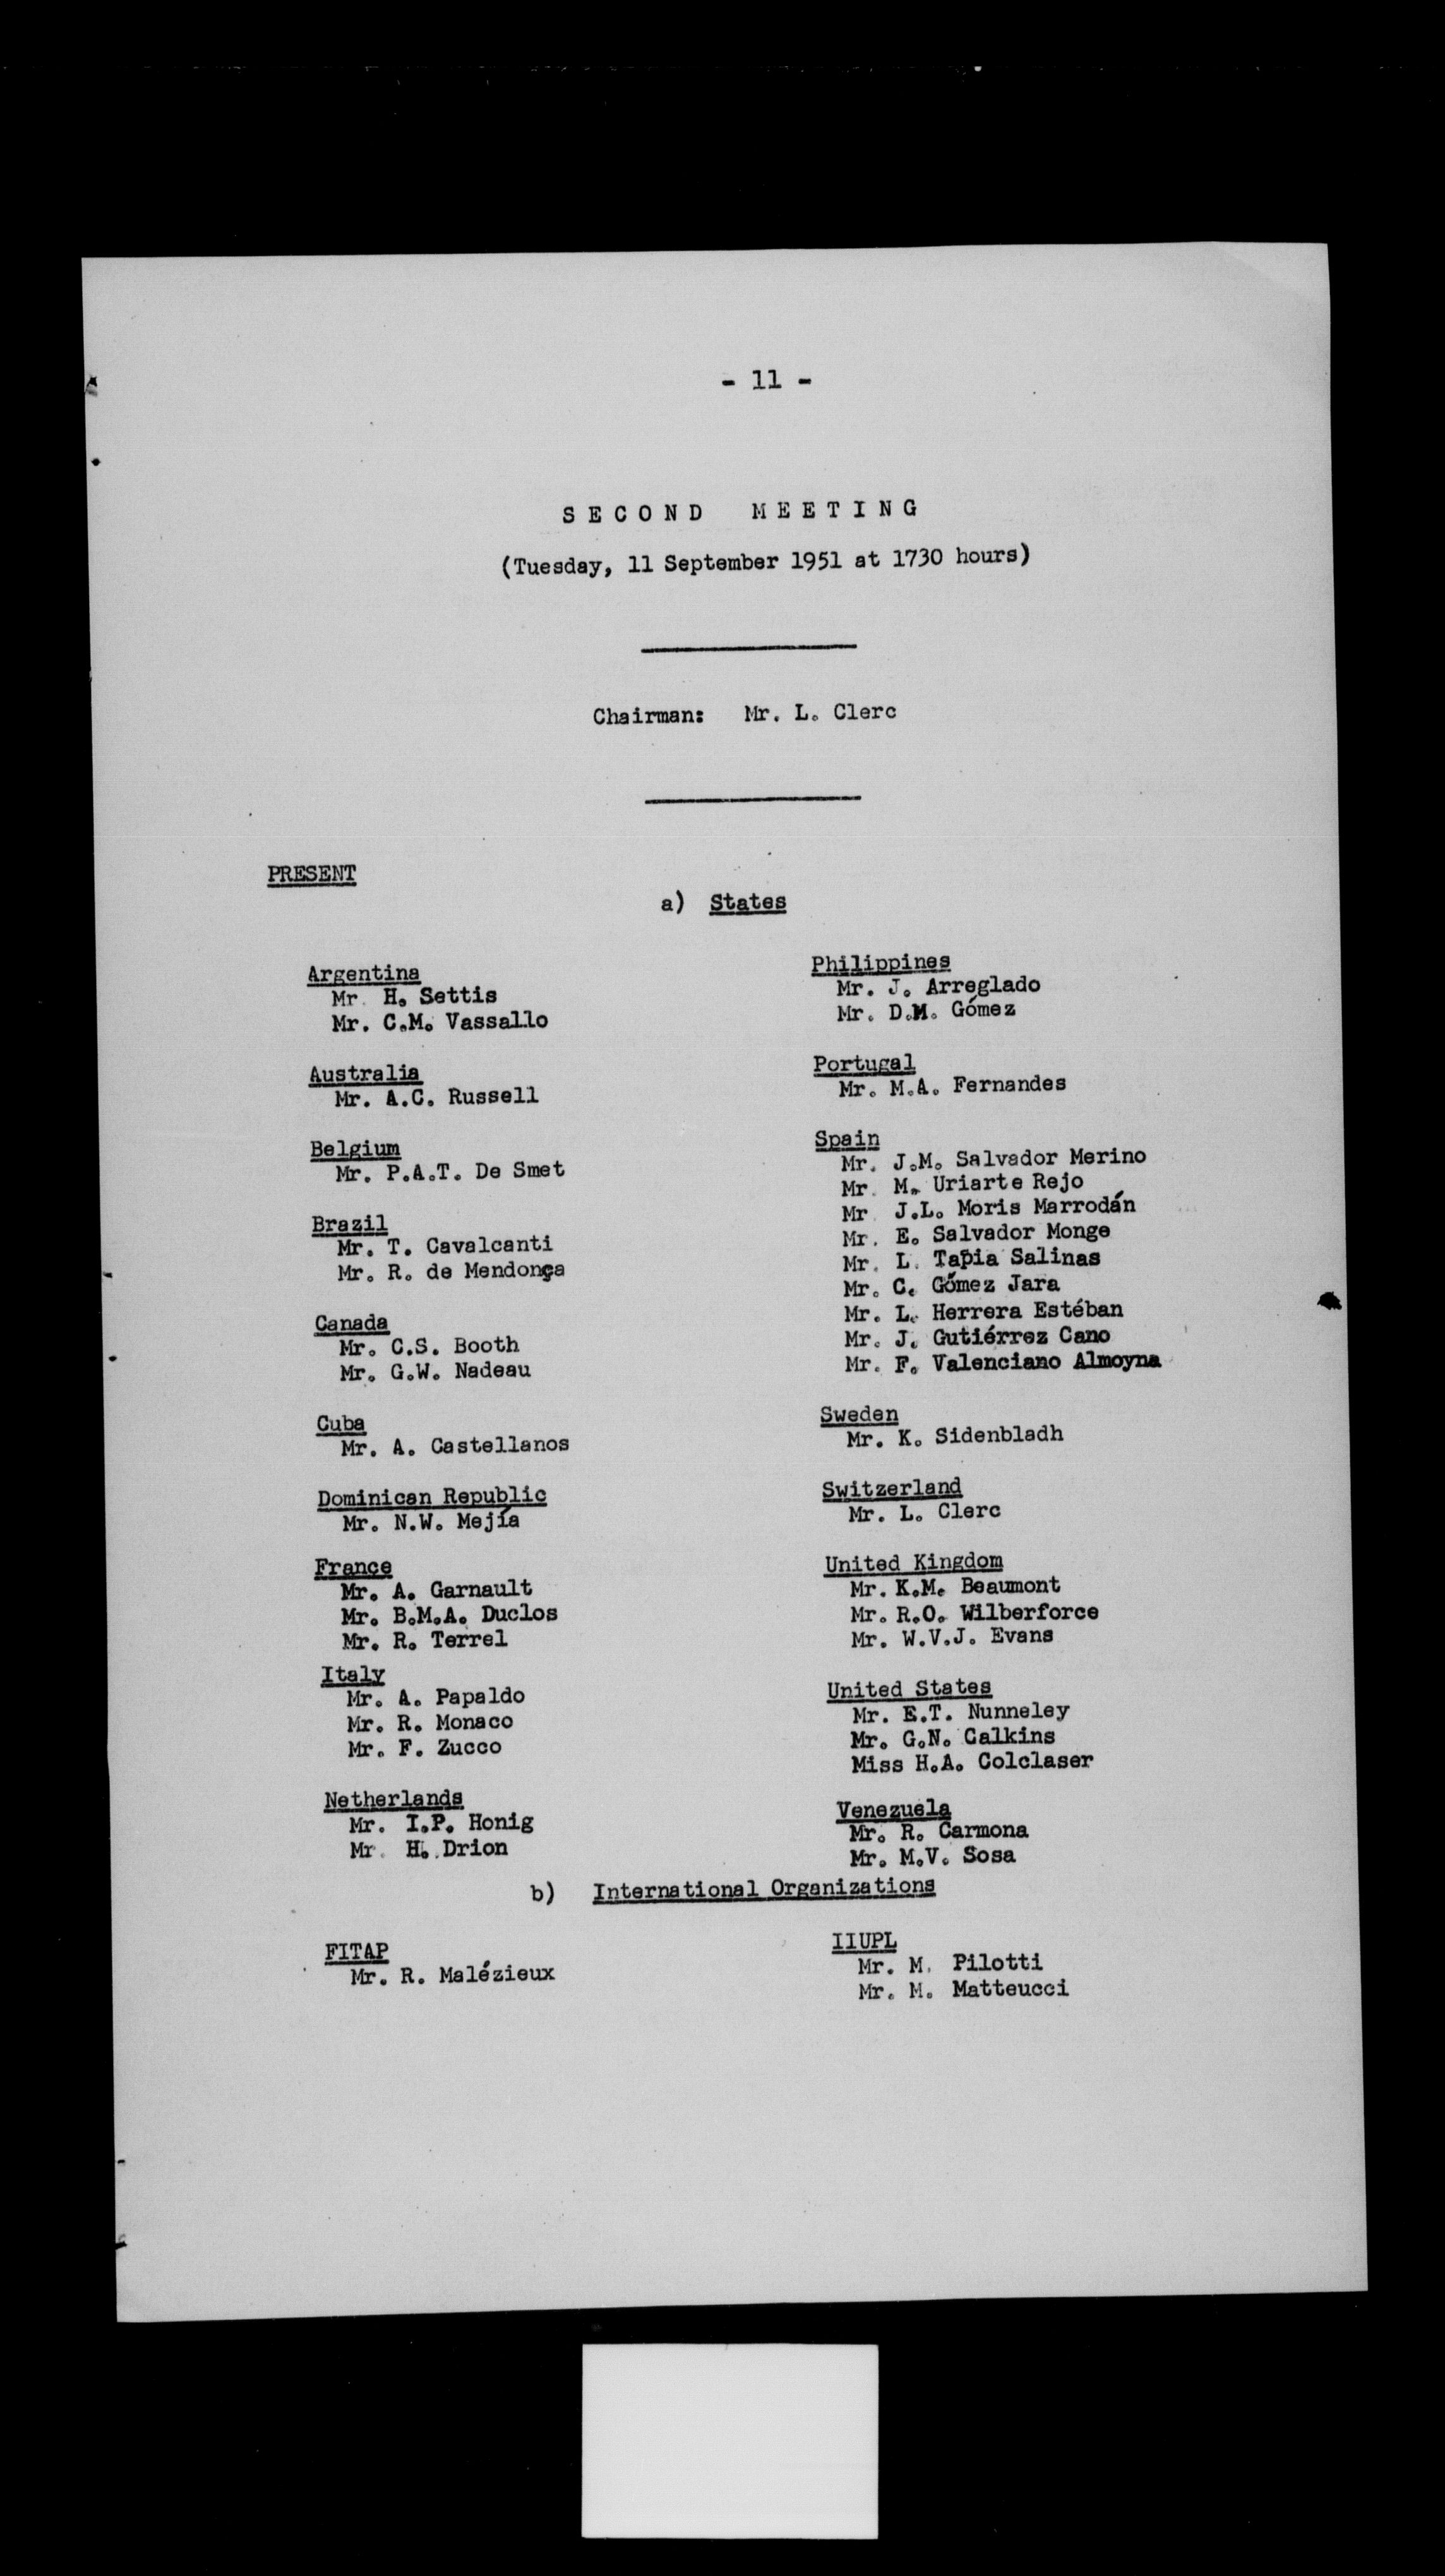 - 11 -
SECOND MEETING
(Tuesday, 11 September 1951 at 1730 hours)
Chairman: Mr. L. Clerc
PRESENT
a) States
Argentina
Mr. H. Settis
Mr. C.M. Vassallo
Australia
Mr. A.C. Russell
Belgium
Mr. P.A.T. De Smet
Brazil
Mr. T. Cavalcanti
Mr. R. de Mendonça
Canada
Mr. C.S. Booth
Mr. G.W. Nadeau
Cuba
Mr. A. Castellanos
Dominican Republic
Mr. N.W. Mejía
France
Mr. A. Garnault
Mr. B.M.A. Duclos
Mr. R. Terrel
Italy
Mr. A. Papaldo
Mr. R. Monaco
Mr. F. Zucco
Netherlands
Mr. I.P. Honig
Mr. H. Drion
Philippines
Mr. J. Arreglado
Mr. D.M. Gómez
Portugal
Mr. M.A. Fernandes
Spain
Mr. J.M. Salvador Merino
Mr. M. Uriarte Rejo
Mr J.L. Moris Marrodán
Mr. E. Salvador Monge
Mr. L. Tapia Salinas
Mr. C. Gómez Jara
Mr. L. Herrera Estéban
Mr. J. Gutiérrez Cano
Mr. F. Valenciano Almoyna
Sweden
Mr. K. Sidenbladh
Switzerland
Mr. L. Clerc
United Kingdom
Mr. K.M. Beaumont
Mr. R.O. Wilberforce
Mr. W.V.J. Evans
United States
Mr. E.T. Nunneley
Mr. G.N. Calkins
Miss H.A. Colclaser
Venezuela
Mr. R. Carmona
Mr. M.V. Sosa
b) International Organizations
FITAP
Mr. R. Malézieux
IIUPL
Mr. M. Pilotti
Mr. M. Matteucci